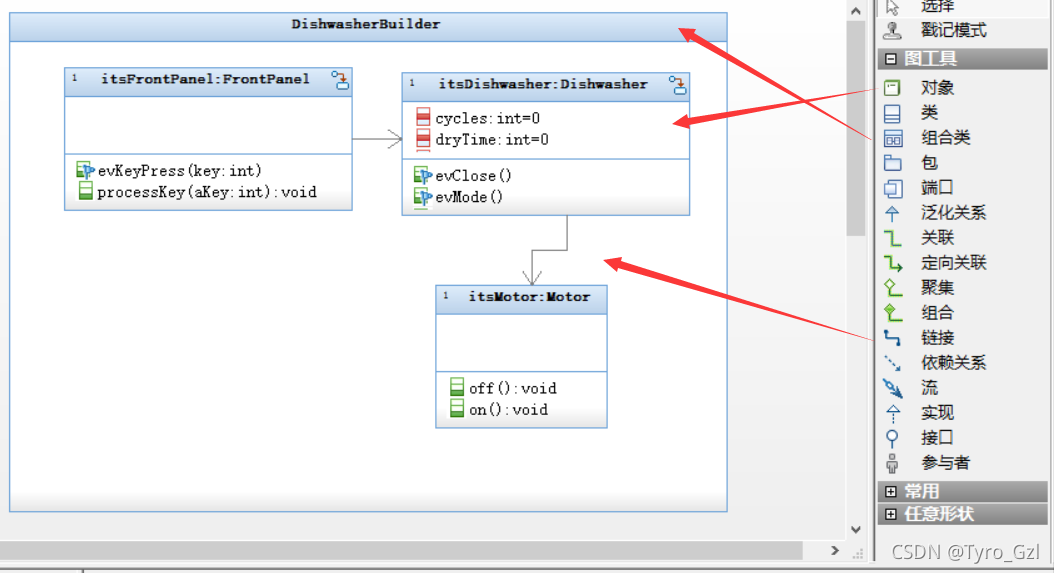 DishwasherBuilder
1 itsFrontPanel:FrontPanel
evKeyPress(key:int)
processKey(aKey:int):void
1 itsDishwasher:Dishwasher
cycles:int=0
dryTime:int=0
evClose()
evMode()
1 itsMotor:Motor
off():void
on():void
选择
戳记模式
图工具
对象
类
组合类
包
端口
泛化关系
关联
定向关联
聚集
组合
链接
依赖关系
流
实现
接口
参与者
常用
任意形状
CSDN @Tyro_Gzl